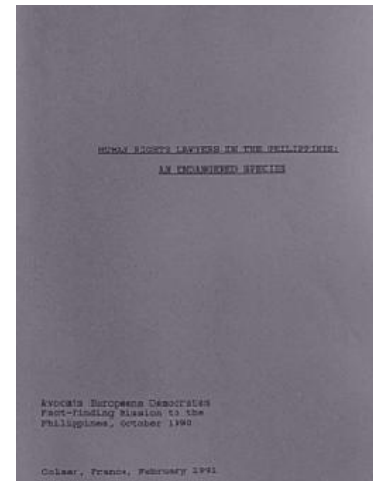 HUMAN RIGHTS LAWYERS IN THE PHILIPPINES:
AN ENDANGERED SPECIES
Avocats Europeens Democrates
Fact-finding mission to the
Philippines, October 1990
Colmar, France, February 1991